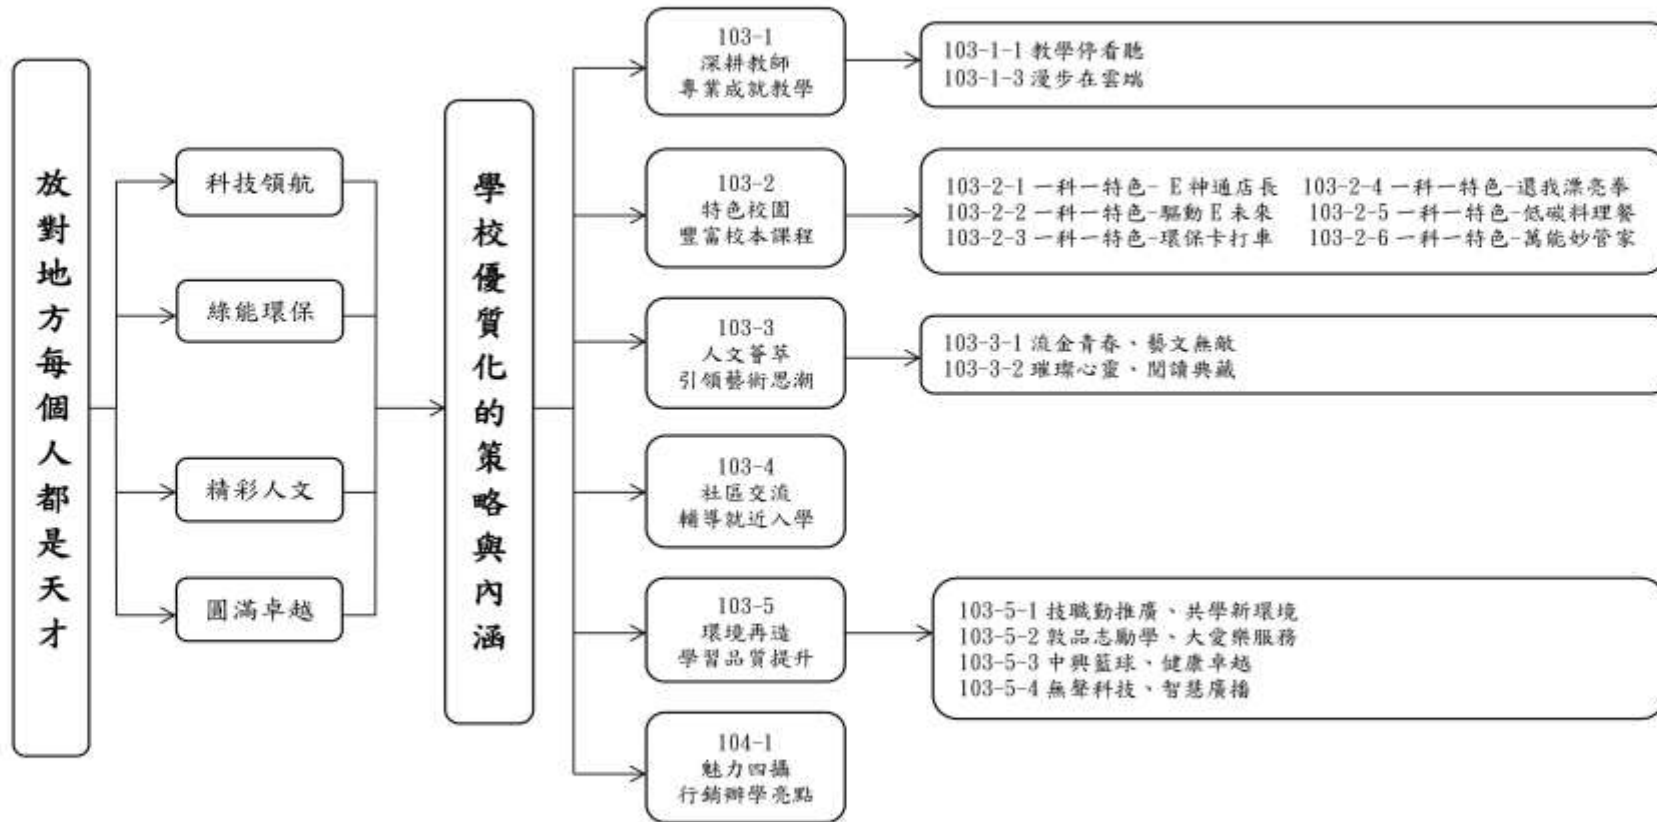 放對地方每個人都是天才
科技領航
綠能環保
精彩人文
圓滿卓越
學校優質化的策略與內涵
103-1
深耕教師
專業成就教學
103-1-1 教學停看聽
103-1-3 漫步在雲端
103-2
特色校園
豐富校本課程
103-2-1 一科一特色- E 神通店長 103-2-4 一科一特色-還我漂亮拳
103-2-2 一科一特色-驅動 E 未來 103-2-5 一科一特色-低碳料理餐
103-2-3 一科一特色-環保卡打車 103-2-6 一科一特色-萬能妙管家
103-3
人文薈萃
引領藝術思潮
103-3-1 流金青春、藝文無敵
103-3-2 璀璨心靈、閱讀典藏
103-4
社區交流
輔導就近入學
103-5
環境再造
學習品質提升
103-5-1 技職勤推廣、共學新環境
103-5-2 敦品志勵學、大愛樂服務
103-5-3 中興籃球、健康卓越
103-5-4 無聲科技、智慧廣播
104-1
魅力四攝
行銷辦學亮點